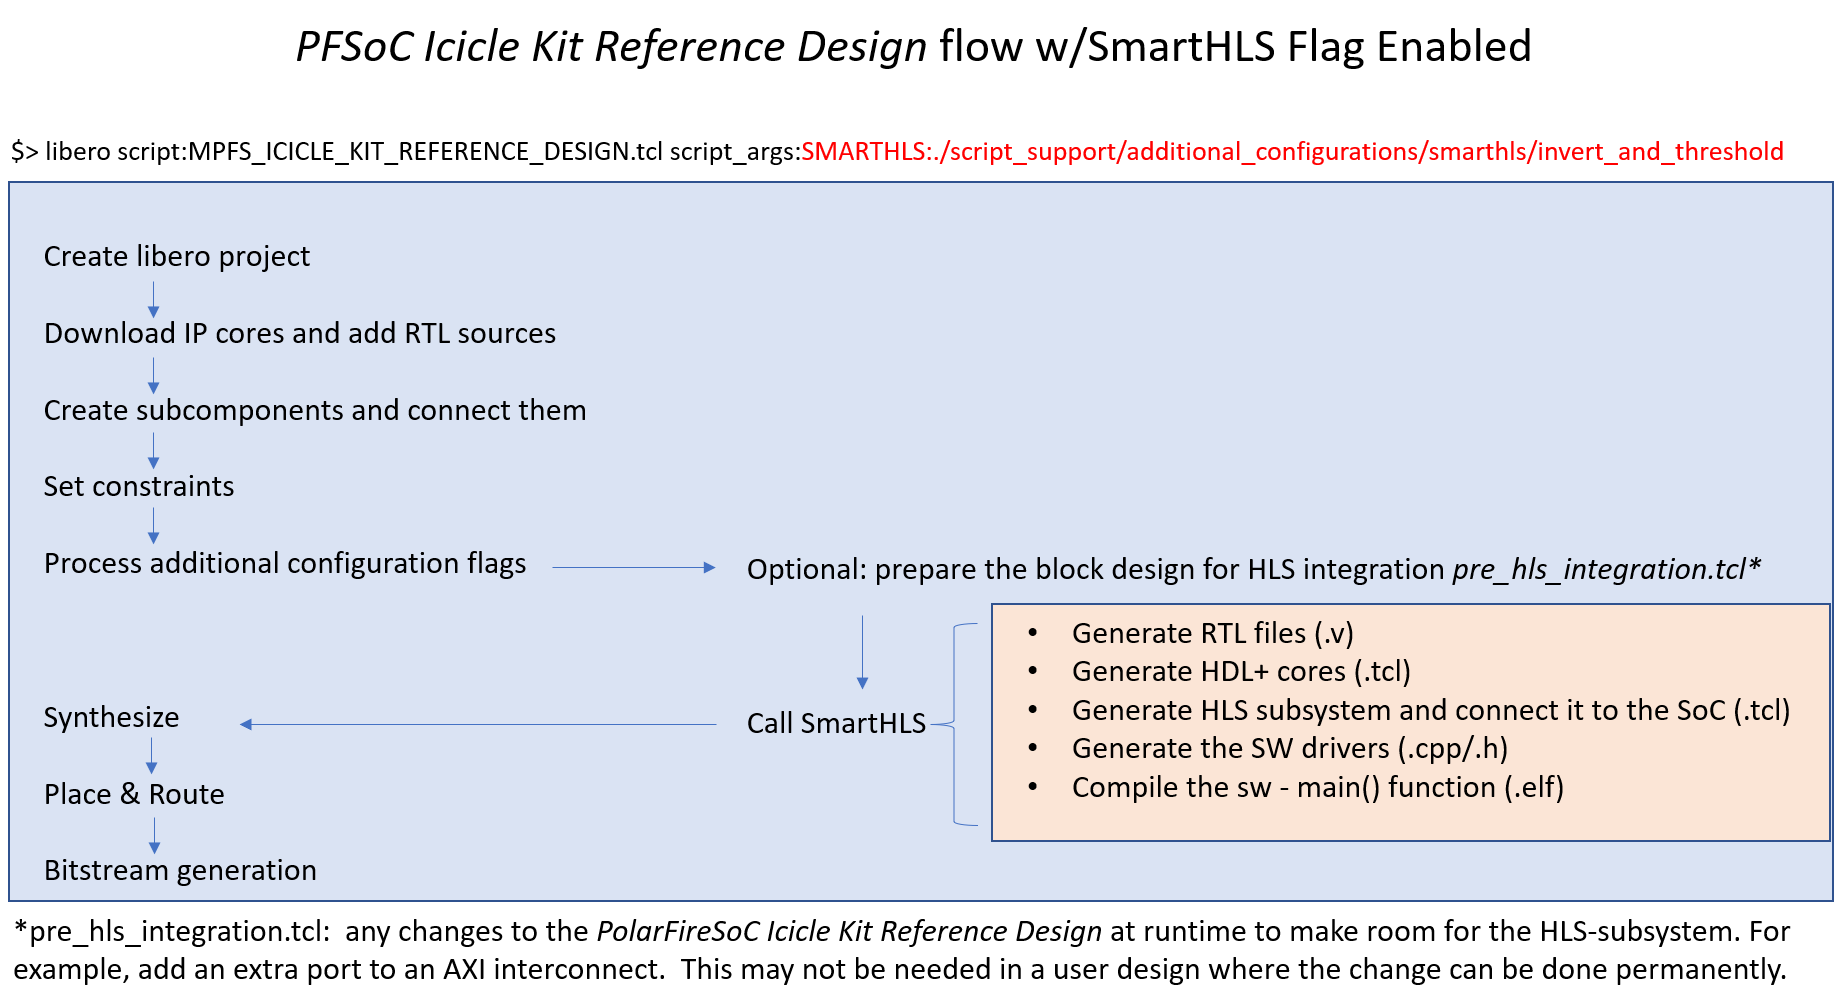 PFSoC Icicle Kit Reference Design flow w/SmartHLS Flag Enabled
$> libero script:MPFS_ICICLE_KIT_REFERENCE_DESIGN.tcl script_args:SMARTHLS:./script_support/additional_configurations/smarthls/invert_and_threshold
Create libero project
Download IP cores and add RTL sources
Create subcomponents and connect them
Set constraints
Process additional configuration flags
Optional: prepare the block design for HLS integration pre_hls_integration.tcl*
Call SmartHLS
• Generate RTL files (.v)
• Generate HDL+ cores (.tcl)
• Generate HLS subsystem and connect it to the SoC (.tcl)
• Generate the SW drivers (.cpp/.h)
• Compile the sw - main() function (.elf)
Synthesize
Place & Route
Bitstream generation
*pre_hls_integration.tcl: any changes to the PolarFireSoC Icicle Kit Reference Design at runtime to make room for the HLS-subsystem. For
example, add an extra port to an AXI interconnect. This may not be needed in a user design where the change can be done permanently.